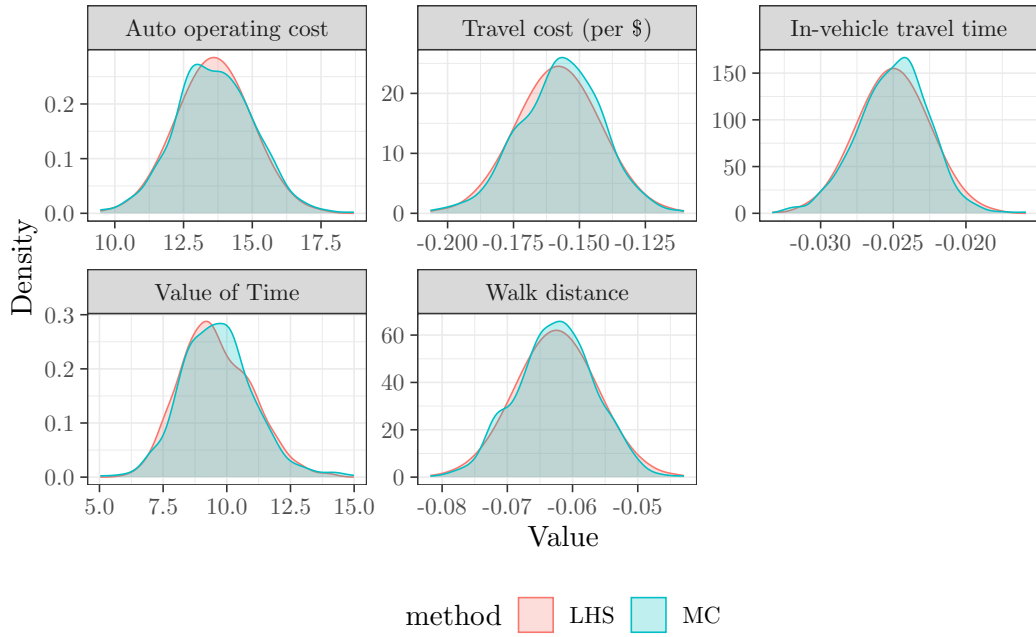 Auto operating cost
Travel cost (per $)
In-vehicle travel time
0.2
0.1
0.0
20
10
0
150
100
50
0
10.0 12.5 15.0 17.5
-0.200 -0.175 -0.150 -0.125
-0.030 -0.025 -0.020
Density
Value of Time
Walk distance
0.3
0.2
0.1
0.0
60
40
20
0
5.0 7.5 10.0 12.5 15.0
-0.08 -0.07 -0.06 -0.05
Value
method LHS MC